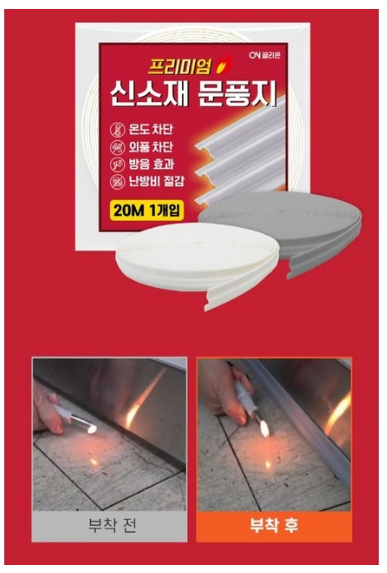 ON 끌리온
프리미엄
신소재 문풍지
온도 차단
외풍 차단
방음 효과
난방비 절감
20M 1개입
부착 전
부착 후